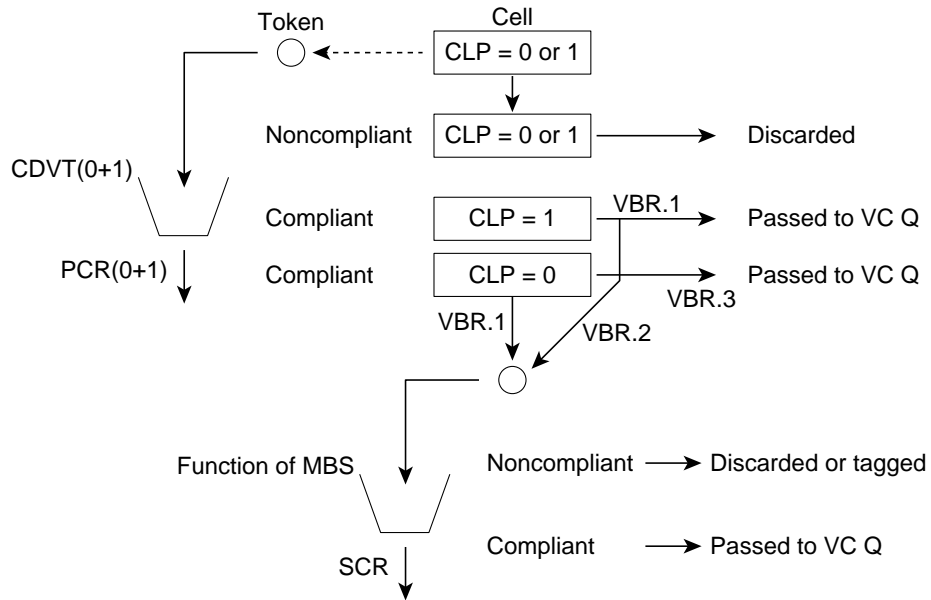 Cell
Token
CLP = 0 or 1
Noncompliant
CLP = 0 or 1
Discarded
CDVT(0+1)
VBR.1
Compliant
CLP = 1
Passed to VC Q
PCR(0+1)
Compliant
CLP = 0
Passed to VC Q
VBR.3
VBR.1
VBR.2
Function of MBS
Noncompliant
Discarded or tagged
Compliant
Passed to VC Q
SCR